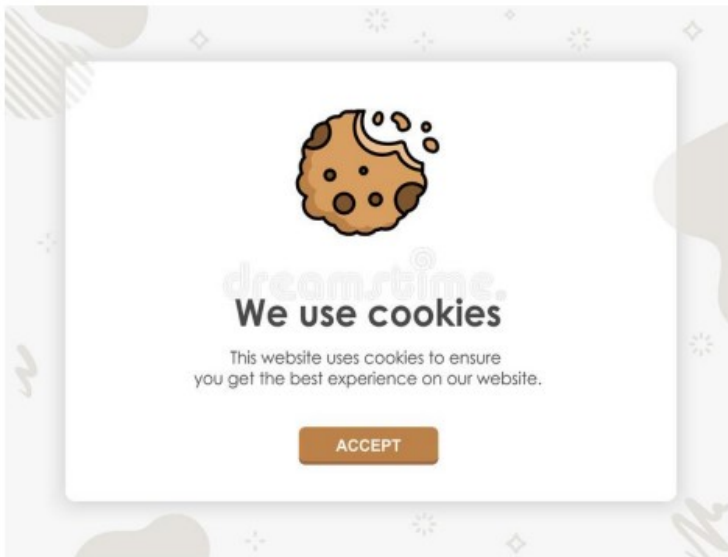 dreamstime.
We use cookies
This website uses cookies to ensure
you get the best experience on our website.
ACCEPT